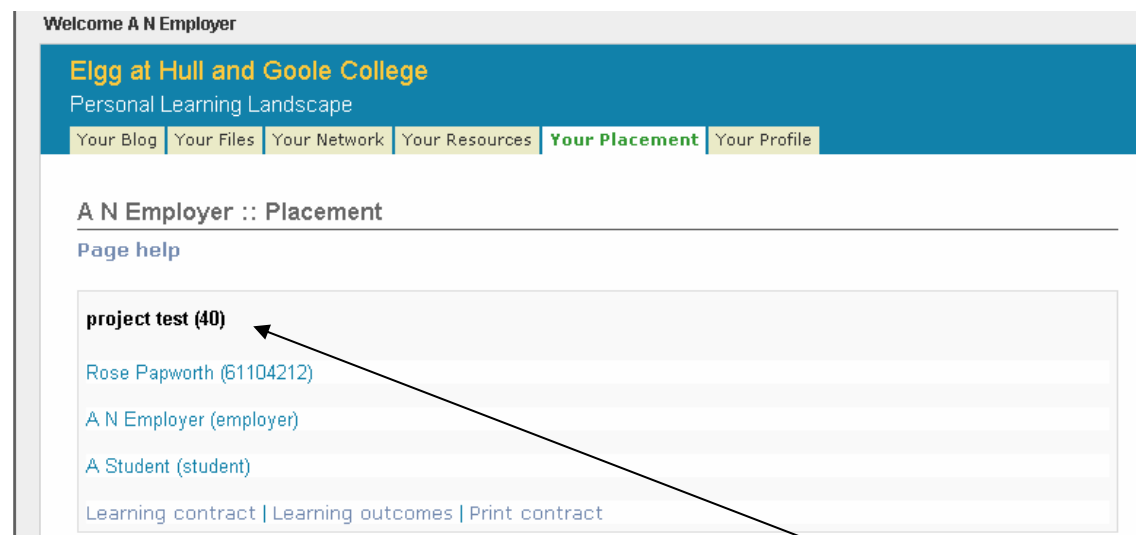 Welcome A N Employer
Elgg at Hull and Goole College
Personal Learning Landscape
Your Blog Your Files Your Network Your Resources Your Placement Your Profile
A N Employer :: Placement
Page help
project test (40)
Rose Papworth (61104212)
A N Employer (employer)
A Student (student)
Learning contract | Learning outcomes | Print contract